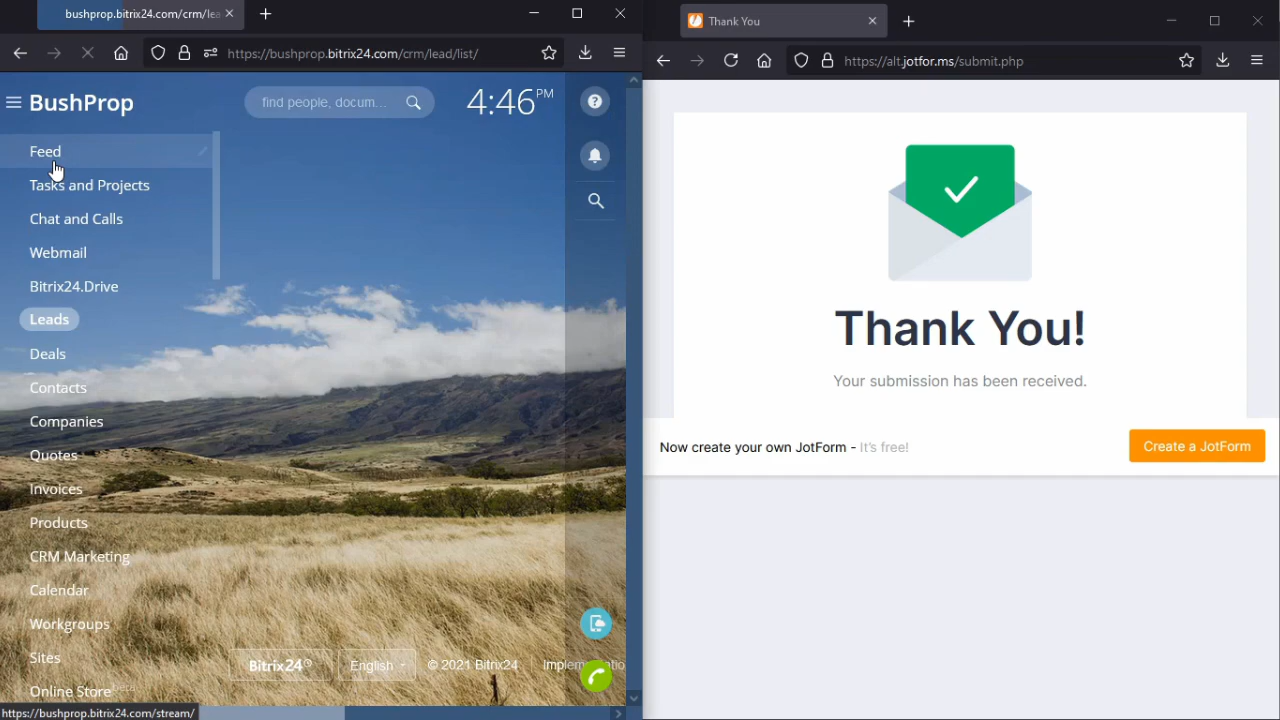 bushprop.bitrix24.com/crm/lea
https://bushprop.bitrix24.com/crm/lead/list/
BushProp
find people, docum...
4:46 PM
Feed
Tasks and Projects
Chat and Calls
Webmail
Bitrix24.Drive
Leads
Deals
Contacts
Companies
Quotes
Invoices
Products
CRM Marketing
Calendar
Workgroups
Sites
Online Store beta
Bitrix24
English
© 2021 Bitrix24
https://bushprop.bitrix24.com/stream/
Thank You
https://alt.jotfor.ms/submit.php
Thank You!
Your submission has been received.
Now create your own JotForm - It's free!
Create a JotForm